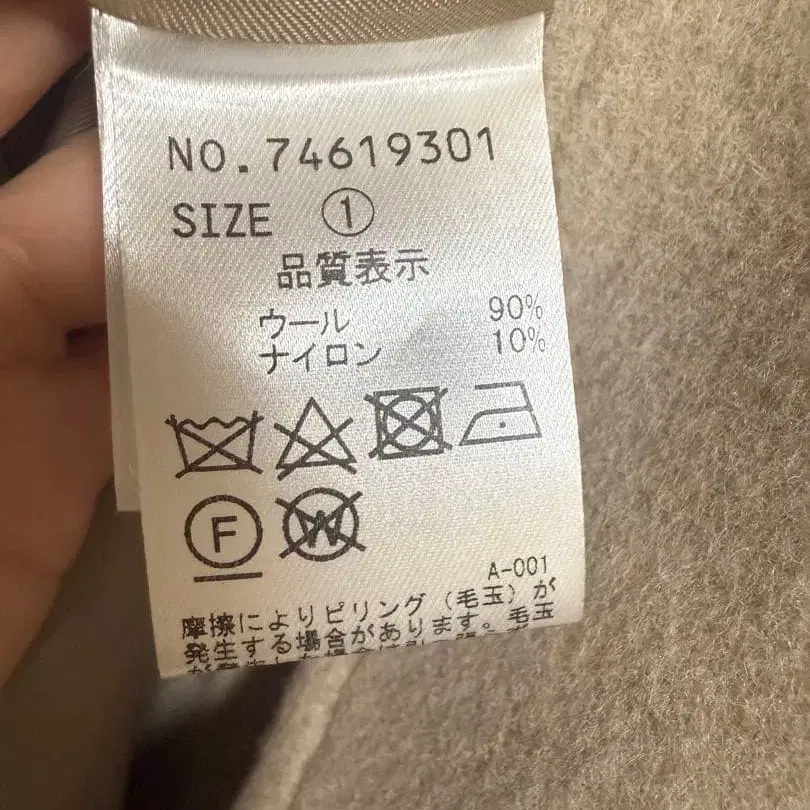 NO.74619301
SIZE ①
品質表示
ウール 90%
ナイロン 10%
F
W
A-001
摩擦によりピリング(毛玉)が
発生する場合があります。毛玉